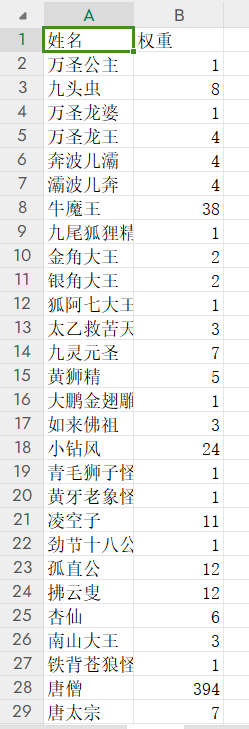 A B
1 姓名 权重
2 万圣公主 1
3 九头虫 8
4 万圣龙婆 1
5 万圣龙王 4
6 奔波儿灞 4
7 灞波儿奔 4
8 牛魔王 38
9 九尾狐狸精 1
10 金角大王 2
11 银角大王 2
12 狐阿七大王 1
13 太乙救苦天 3
14 九灵元圣 7
15 黄狮精 5
16 大鹏金翅雕 1
17 如来佛祖 3
18 小钻风 24
19 青毛狮子怪 1
20 黄牙老象怪 1
21 凌空子 11
22 劲节十八公 1
23 孤直公 12
24 拂云叟 12
25 杏仙 6
26 南山大王 3
27 铁背苍狼怪 1
28 唐僧 394
29 唐太宗 7